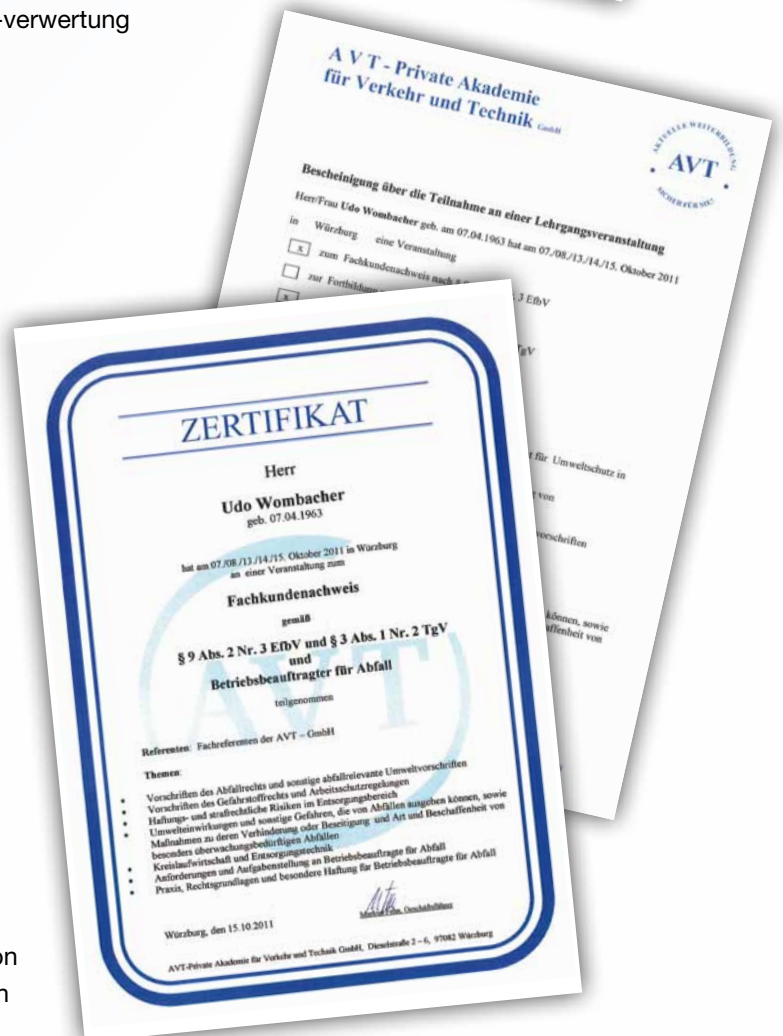 -verwertung
A V T - Private Akademie
für Verkehr und Technik GmbH
AKTUELLE WEITERBILDUNG
AVT
SICHER FÜR SIE!
Bescheinigung über die Teilnahme an einer Lehrgangsveranstaltung
Herr/Frau Udo Wombacher geb. am 07.04.1963 hat am 07./08./13./14./15. Oktober 2011
in Würzburg eine Veranstaltung
x zum Fachkundenachweis nach § 3 EfbV
zur Fortbildung
x TgV
für Umweltschutz in
von
vorschriften
können, sowie
von
ZERTIFIKAT
Herr
Udo Wombacher
geb. 07.04.1963
hat am 07./08./13./14./15. Oktober 2011 in Würzburg
an einer Veranstaltung zum
Fachkundenachweis
gemäß
§ 9 Abs. 2 Nr. 3 EfbV und § 3 Abs. 1 Nr. 2 TgV
und
Betriebsbeauftragter für Abfall
teilgenommen
AVT
Referenten: Fachreferenten der AVT – GmbH
Themen:
• Vorschriften des Abfallrechts und sonstige abfallrelevante Umweltvorschriften
• Vorschriften des Gefahrstoffrechts und Arbeitsschutzregelungen
• Haftungs- und strafrechtliche Risiken im Entsorgungsbereich
• Umwelteinwirkungen und sonstige Gefahren, die von Abfällen ausgehen können, sowie
Maßnahmen zu deren Verhinderung oder Beseitigung und Art und Beschaffenheit von
besonders überwachungsbedürftigen Abfällen
• Kreislaufwirtschaft und Entsorgungstechnik
• Anforderungen und Aufgabenstellung an Betriebsbeauftragte für Abfall
• Praxis, Rechtsgrundlagen und besondere Haftung für Betriebsbeauftragte für Abfall
Würzburg, den 15.10.2011
Geschäftsführer
AVT-Private Akademie für Verkehr und Technik GmbH, Dieselstraße 2 – 6, 97082 Würzburg